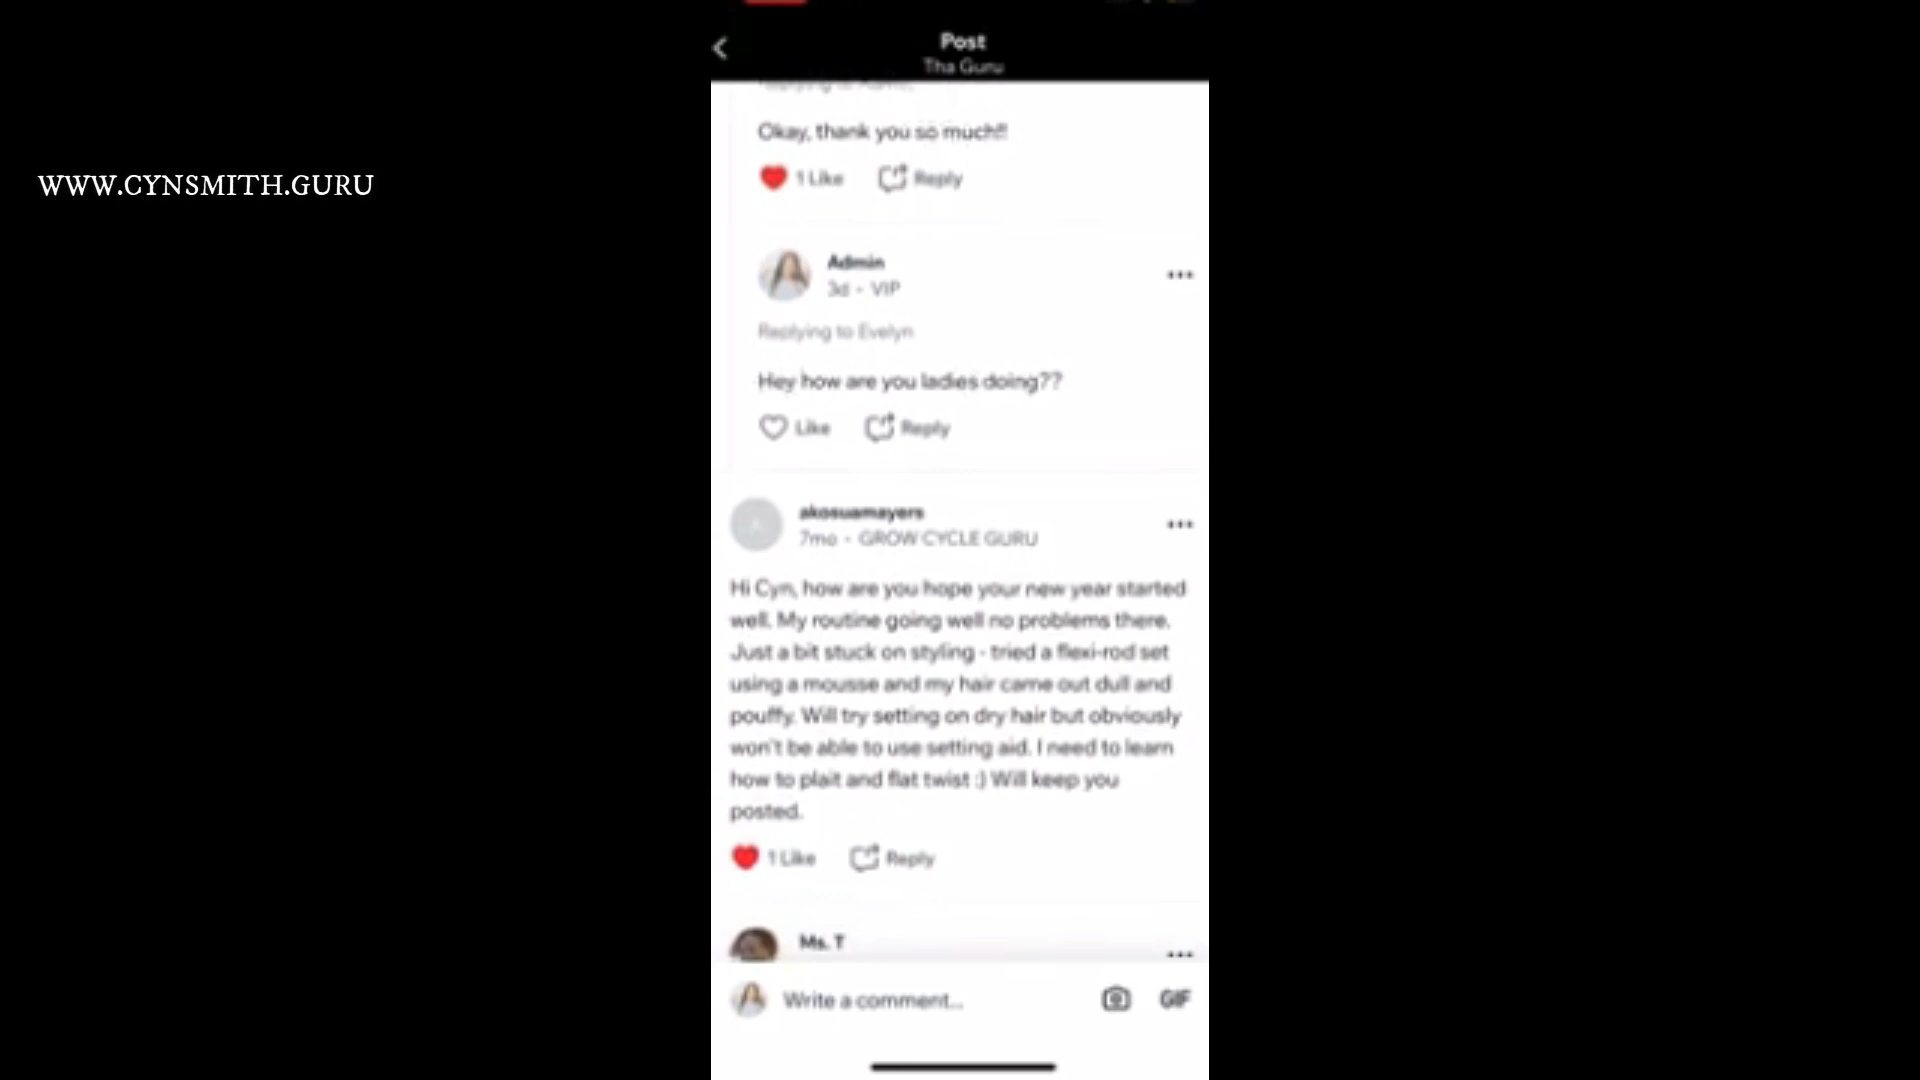 Post
Tha Guru
WWW.CYNSMITH.GURU
Okay, thank you so much!!
1 Like Reply
Admin
3d - VIP
Replying to Evelyn
Hey how are you ladies doing??
Like Reply
akosuamayers
7mo - GROW CYCLE GURU
Hi Cyn, how are you hope your new year started
well. My routine going well no problems there.
Just a bit stuck on styling - tried a flexi-rod set
using a mousse and my hair came out dull and
pouffy. Will try setting on dry hair but obviously
won't be able to use setting aid. I need to learn
how to plait and flat twist :) Will keep you
posted.
1 Like Reply
Ms. T
Write a comment...
GIF